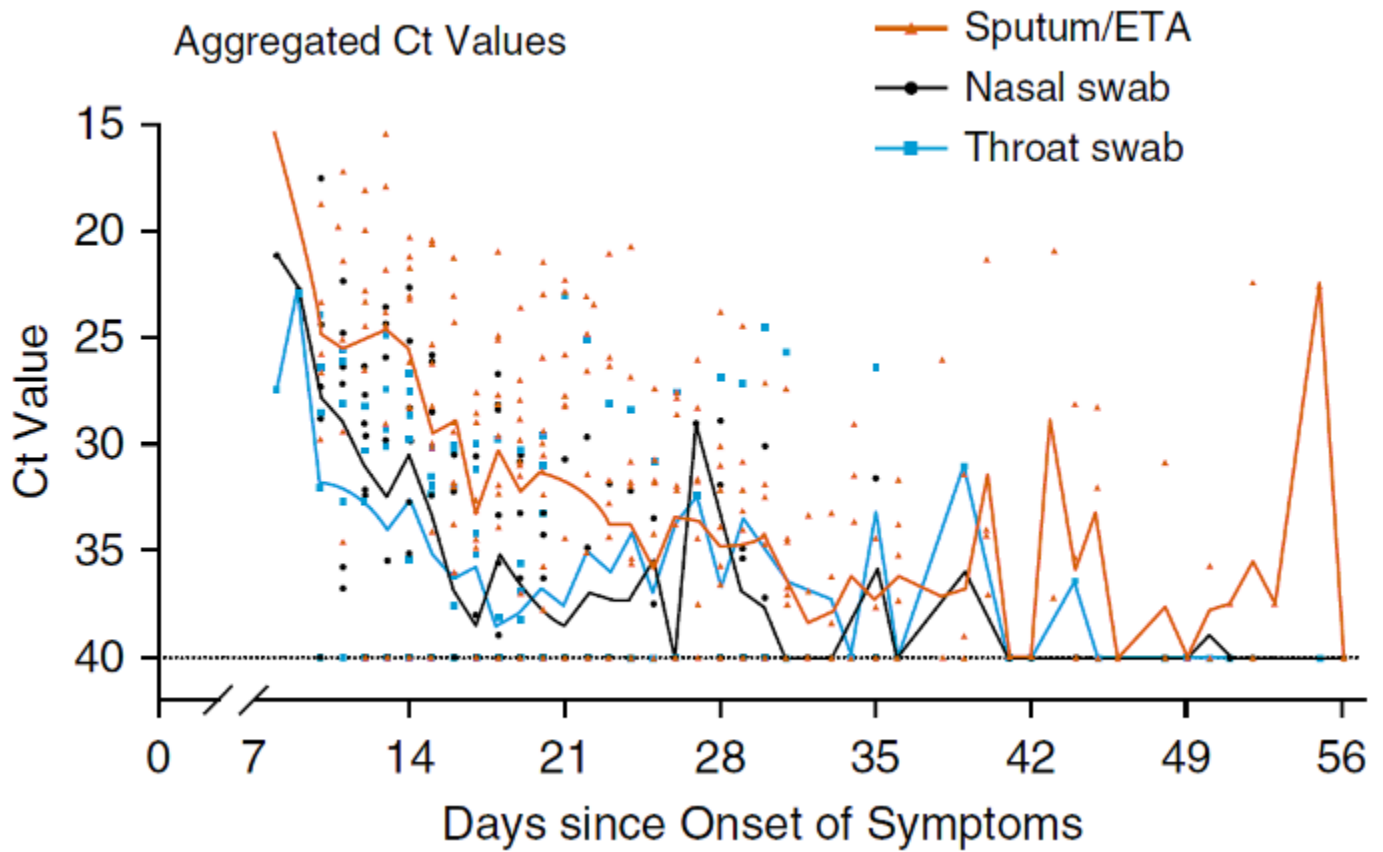 Aggregated Ct Values
Sputum/ETA
Nasal swab
Throat swab
15
20
25
30
35
40
Ct Value
0 7 14 21 28 35 42 49 56
Days since Onset of Symptoms